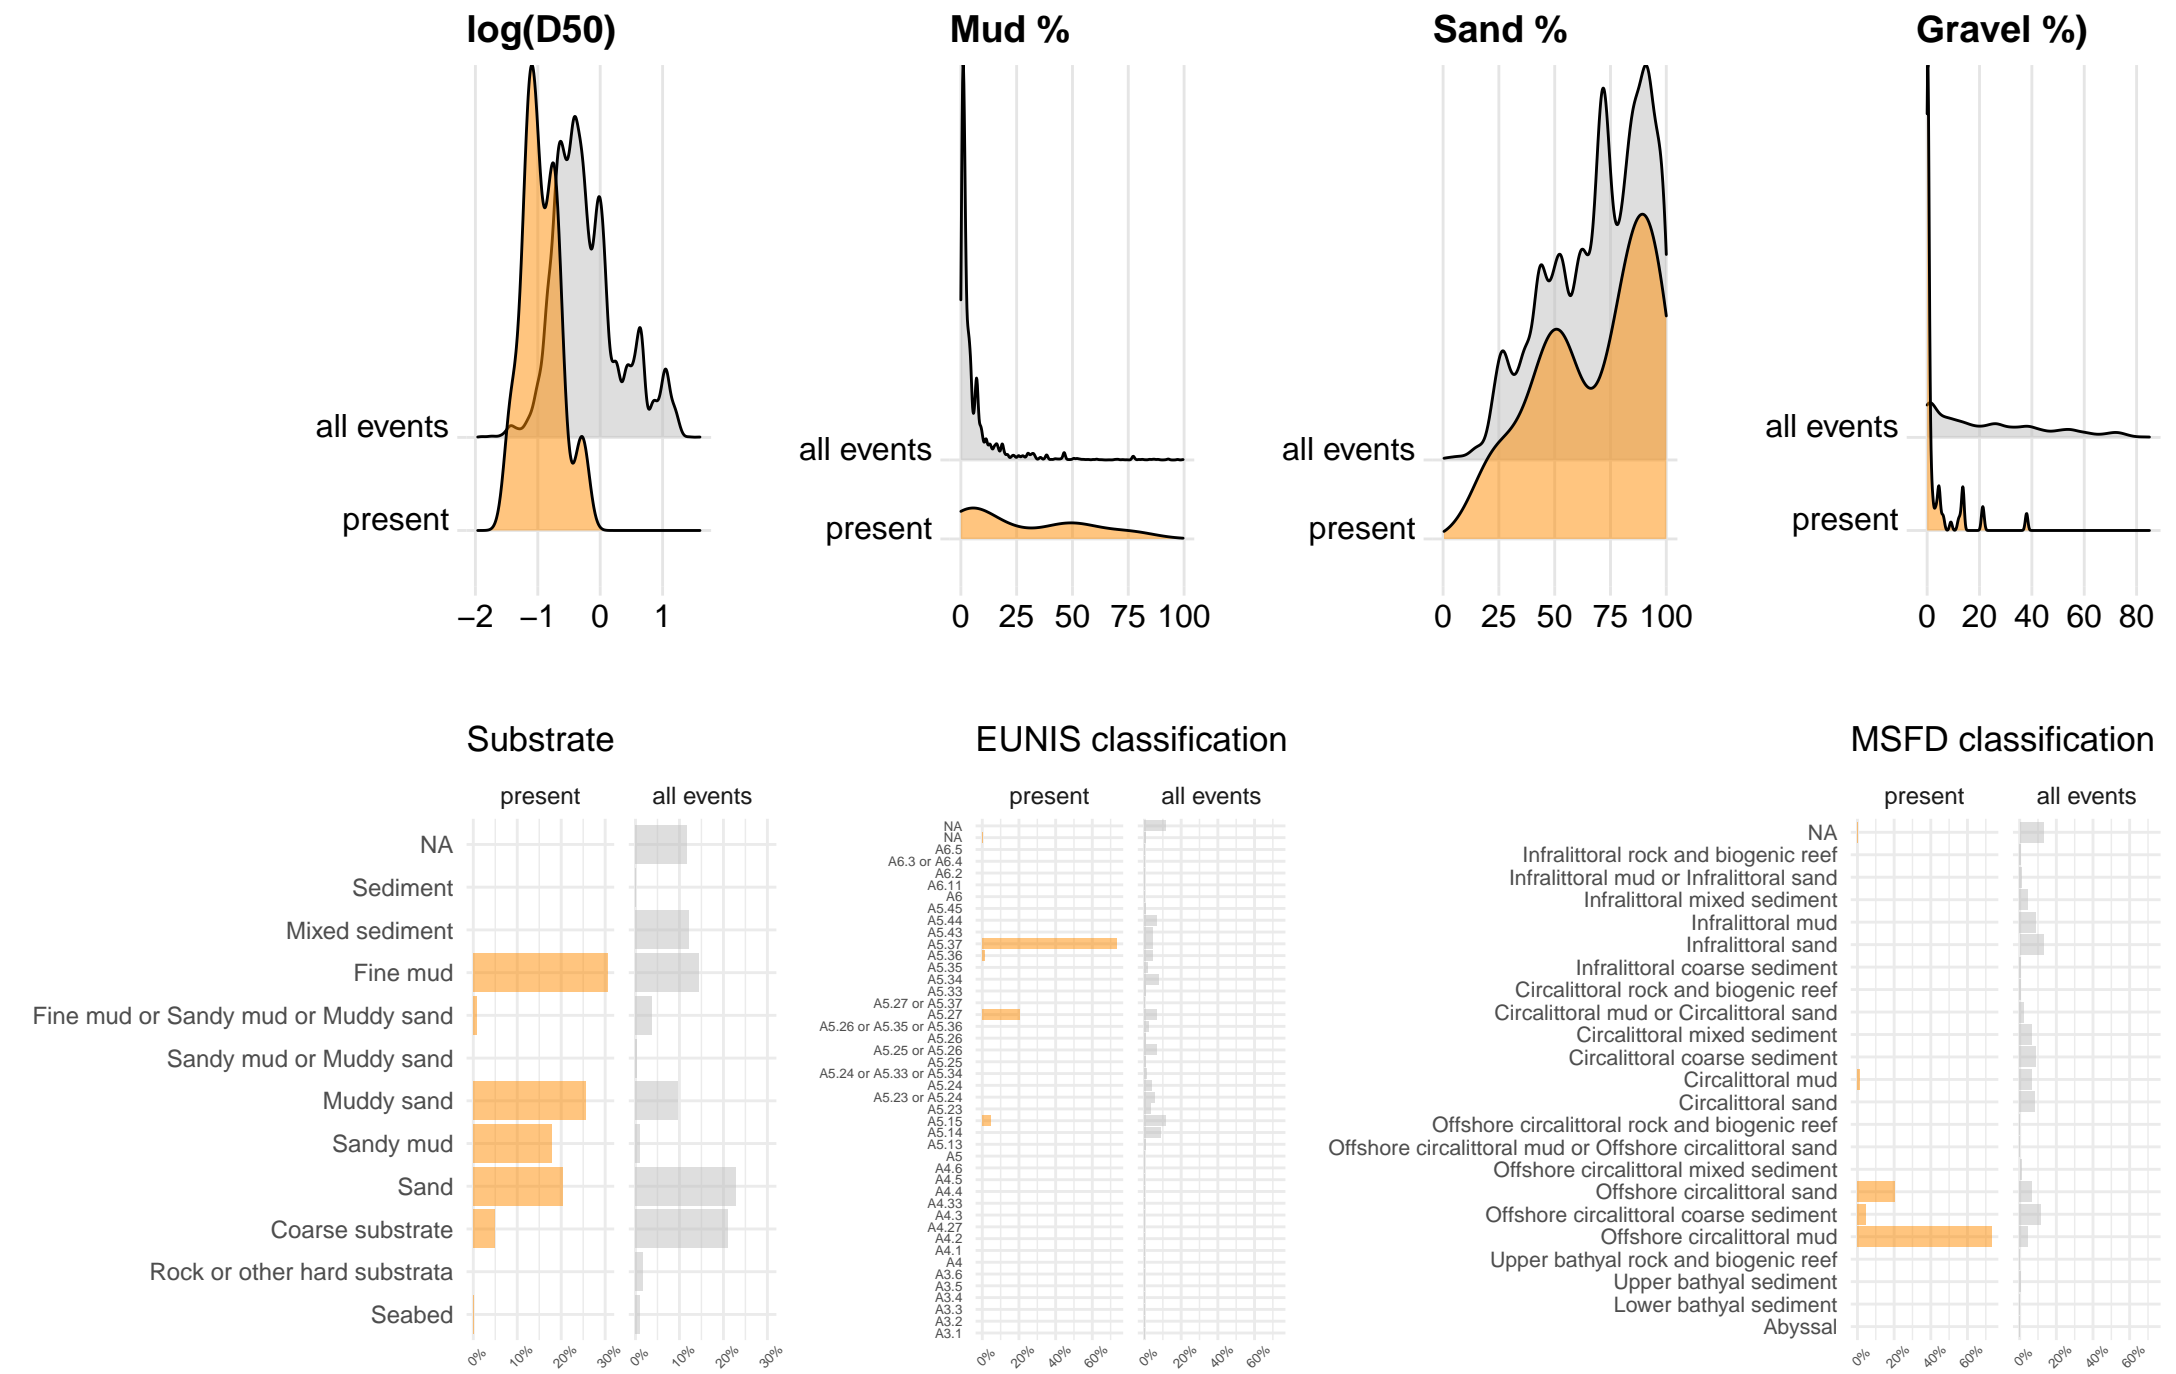 log(D50)
Mud %
Sand %
Gravel %)
all events
present
−2 −1 0 1
all events
present
0 25 50 75 100
all events
present
0 25 50 75 100
all events
present
0 20 40 60 80
Substrate
present all events
NA
Sediment
Mixed sediment
Fine mud
Fine mud or Sandy mud or Muddy sand
Sandy mud or Muddy sand
Muddy sand
Sandy mud
Sand
Coarse substrate
Rock or other hard substrata
Seabed
0% 10% 20% 30% 0% 10% 20% 30%
EUNIS classification
present all events
NA
NA
A6.5
A6.3 or A6.4
A6.2
A6.11
A6
A5.45
A5.44
A5.43
A5.37
A5.36
A5.35
A5.34
A5.33
A5.27 or A5.37
A5.27
A5.26 or A5.35 or A5.36
A5.26
A5.25 or A5.26
A5.25
A5.24 or A5.33 or A5.34
A5.24
A5.23 or A5.24
A5.23
A5.15
A5.14
A5.13
A5
A4.6
A4.5
A4.4
A4.33
A4.3
A4.27
A4.2
A4.1
A4
A3.6
A3.5
A3.4
A3.3
A3.2
A3.1
0% 20% 40% 60% 0% 20% 40% 60%
MSFD classification
present all events
NA
Infralittoral rock and biogenic reef
Infralittoral mud or Infralittoral sand
Infralittoral mixed sediment
Infralittoral mud
Infralittoral sand
Infralittoral coarse sediment
Circalittoral rock and biogenic reef
Circalittoral mud or Circalittoral sand
Circalittoral mixed sediment
Circalittoral coarse sediment
Circalittoral mud
Circalittoral sand
Offshore circalittoral rock and biogenic reef
Offshore circalittoral mud or Offshore circalittoral sand
Offshore circalittoral mixed sediment
Offshore circalittoral sand
Offshore circalittoral coarse sediment
Offshore circalittoral mud
Upper bathyal rock and biogenic reef
Upper bathyal sediment
Lower bathyal sediment
Abyssal
0% 20% 40% 60% 0% 20% 40% 60%